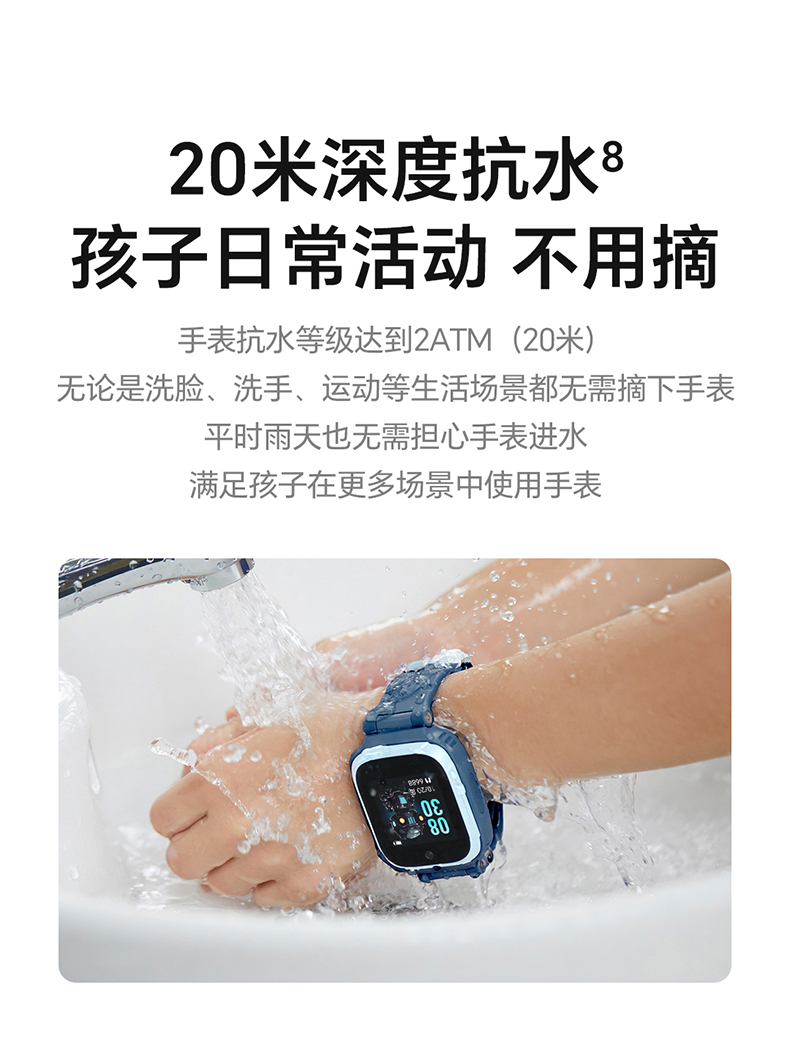 20米深度抗水⁸
孩子日常活动 不用摘
手表抗水等级达到2ATM（20米）
无论是洗脸、洗手、运动等生活场景都无需摘下手表
平时雨天也无需担心手表进水
满足孩子在更多场景中使用手表
08
30
10/20 周
6688